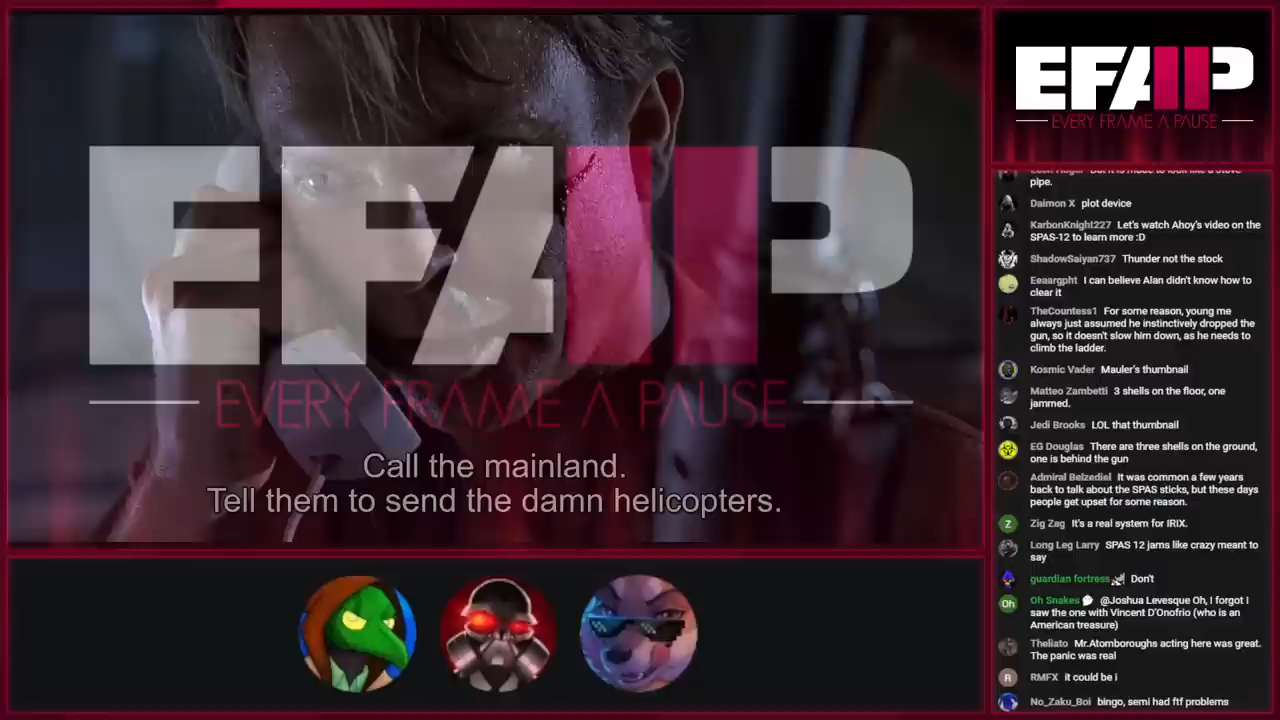 EFAP
EVERY FRAME A PAUSE
Call the mainland.
Tell them to send the damn helicopters.
EFAP
EVERY FRAME A PAUSE
pipe.
Daimon X plot device
KarbonKnight227 Let's watch Ahoy's video on the
SPAS-12 to learn more :D
ShadowSaiyan737 Thunder not the stock
Eeaargpht I can believe Alan didn't know how to
clear it
TheCountess1 For some reason, young me
always just assumed he instinctively dropped the
gun, so it doesn't slow him down, as he needs to
climb the ladder.
Kosmic Vader Mauler's thumbnail
Matteo Zambetti 3 shells on the floor, one
jammed.
Jedi Brooks LOL that thumbnail
EG Douglas There are three shells on the ground,
one is behind the gun
Admiral Belzediel It was common a few years
back to talk about the SPAS sticks, but these days
people get upset for some reason.
Z
Zig Zag It's a real system for IRIX.
Long Leg Larry SPAS 12 jams like crazy meant to
say
guardian fortress Don't
Oh
Oh Snakes @Joshua Levesque Oh, I forgot I
saw the one with Vincent D'Onofrio (who is an
American treasure)
Theliato Mr.Atomboroughs acting here was great.
The panic was real
R
RMFX it could be i
No_Zaku_Boi bingo, semi had ftf problems